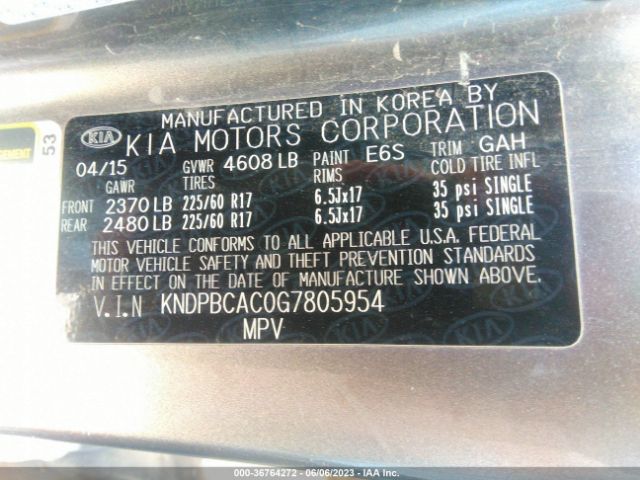 MANUFACTURED IN KOREA BY
KIA KIA MOTORS CORPORATION
04/15 GVWR 4608 LB PAINT E6S TRIM GAH
GAWR TIRES RIMS COLD TIRE INFL
FRONT 2370 LB 225/60 R17 6.5Jx17 35 psi SINGLE
REAR 2480 LB 225/60 R17 6.5Jx17 35 psi SINGLE
THIS VEHICLE CONFORMS TO ALL APPLICABLE U.S.A. FEDERAL
MOTOR VEHICLE SAFETY AND THEFT PREVENTION STANDARDS
IN EFFECT ON THE DATE OF MANUFACTURE SHOWN ABOVE.
V.I.N KNDPBCAC0G7805954
MPV
53
000-36764272 - 06/06/2023 - IAA Inc.